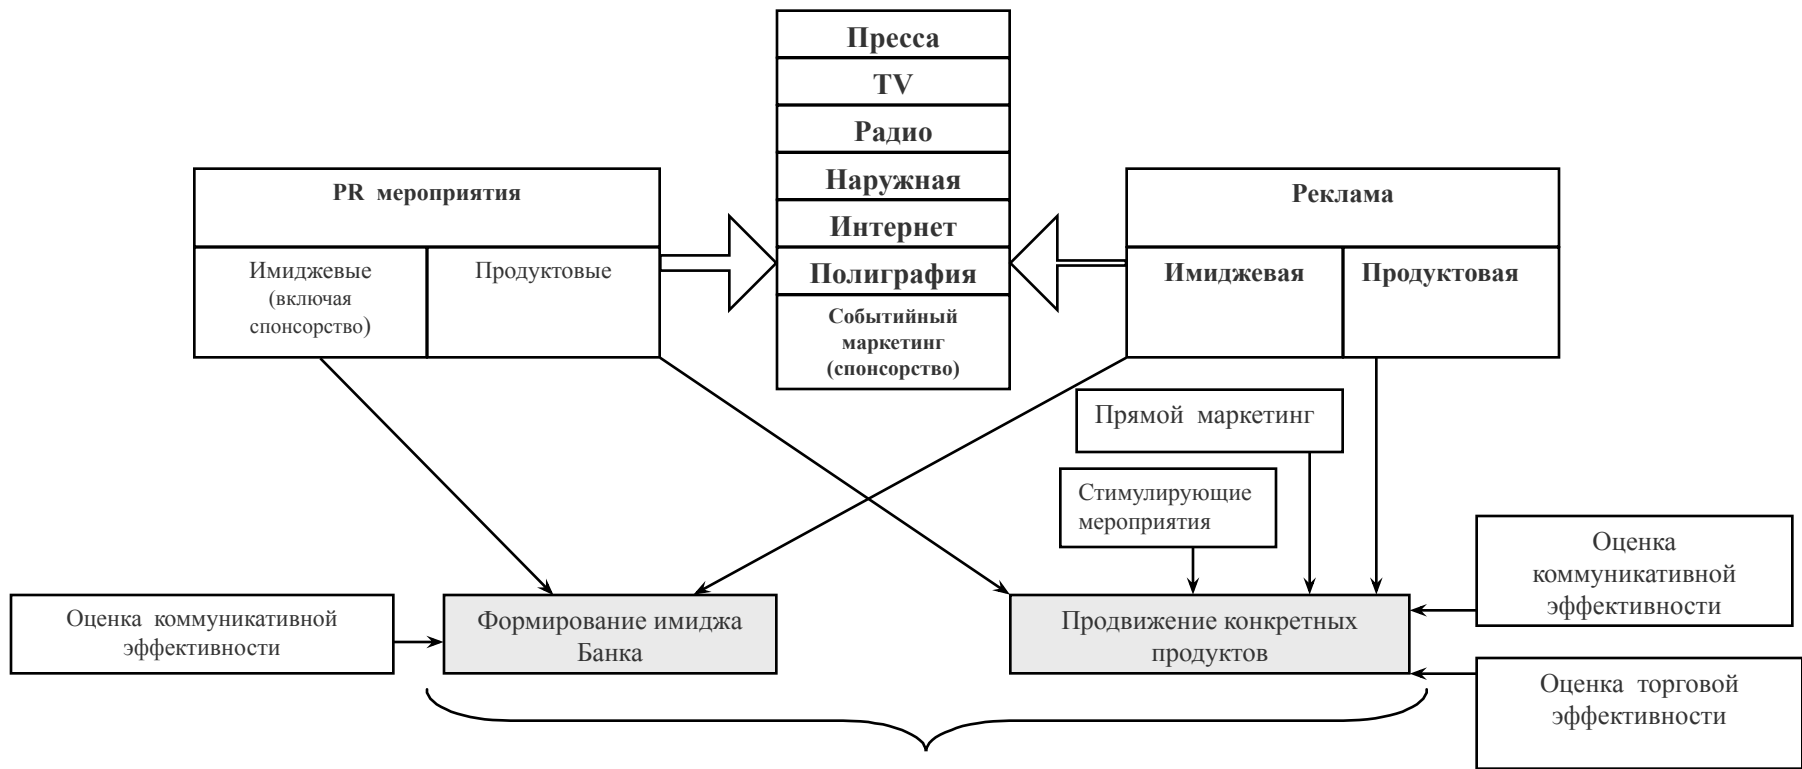 Пресса
TV
Радио
Наружная
Интернет
Полиграфия
Событийный
маркетинг
(спонсорство)
PR мероприятия
Имиджевые
(включая
спонсорство)
Продуктовые
Реклама
Имиджевая
Продуктовая
Прямой маркетинг
Стимулирующие
мероприятия
Оценка
коммуникативной
эффективности
Оценка коммуникативной
эффективности
Формирование имиджа
Банка
Продвижение конкретных
продуктов
Оценка торговой
эффективности